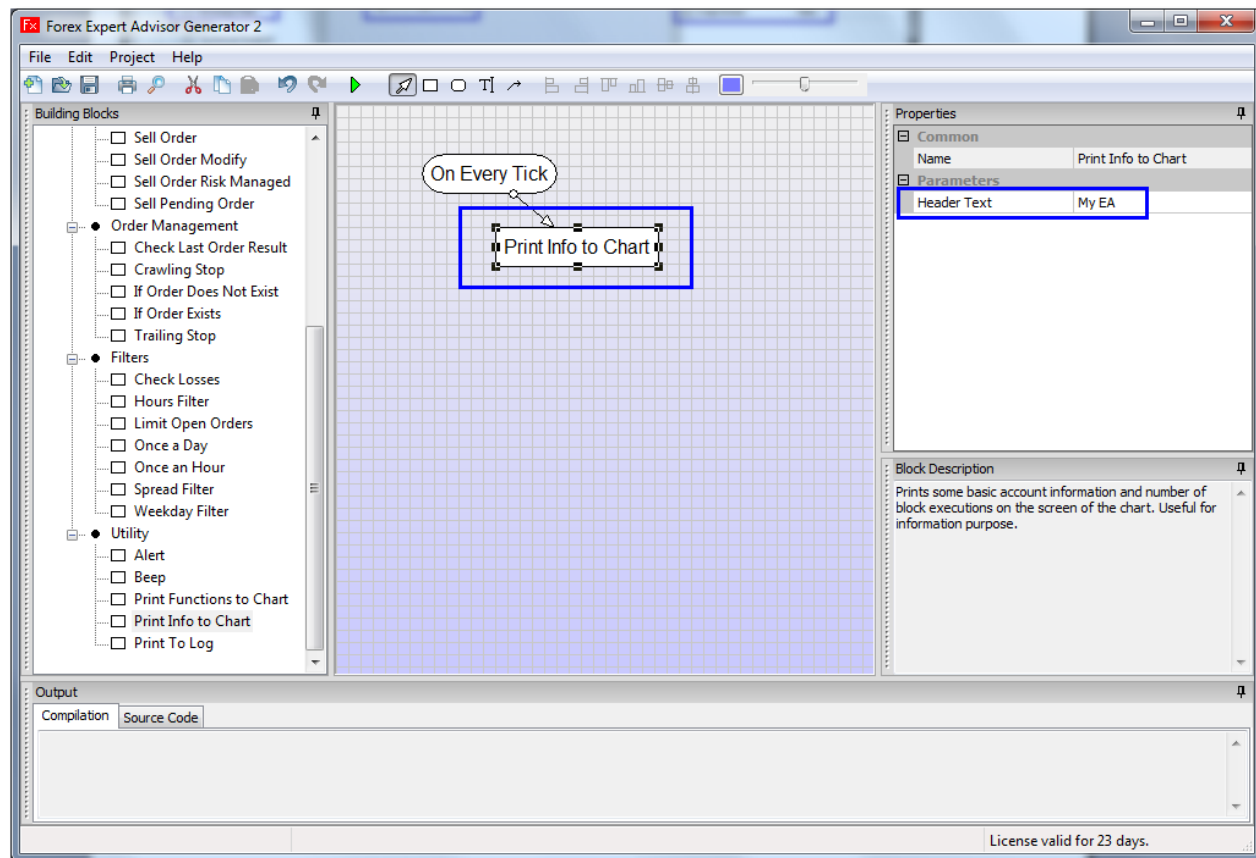 Forex Expert Advisor Generator 2
File Edit Project Help
Building Blocks
Sell Order
Sell Order Modify
Sell Order Risk Managed
Sell Pending Order
Order Management
Check Last Order Result
Crawling Stop
If Order Does Not Exist
If Order Exists
Trailing Stop
Filters
Check Losses
Hours Filter
Limit Open Orders
Once a Day
Once an Hour
Spread Filter
Weekday Filter
Utility
Alert
Beep
Print Functions to Chart
Print Info to Chart
Print To Log
On Every Tick
Print Info to Chart
Properties
Common
Name Print Info to Chart
Parameters
Header Text My EA
Block Description
Prints some basic account information and number of
block executions on the screen of the chart. Useful for
information purpose.
Output
Compilation Source Code
License valid for 23 days.